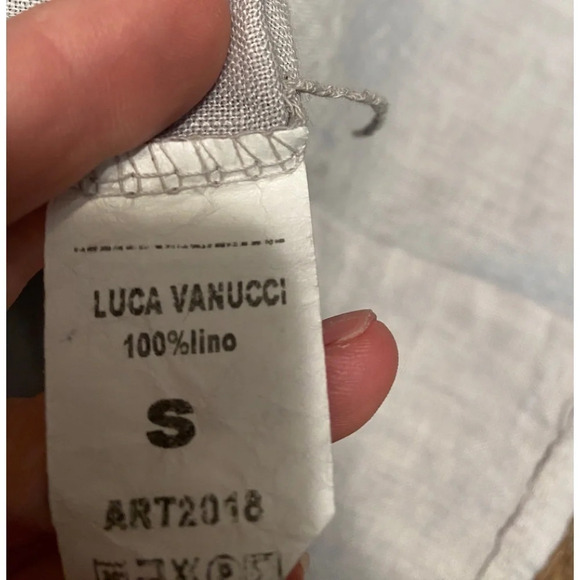 LUCA VANUCCI
100%lino
S
ART2018